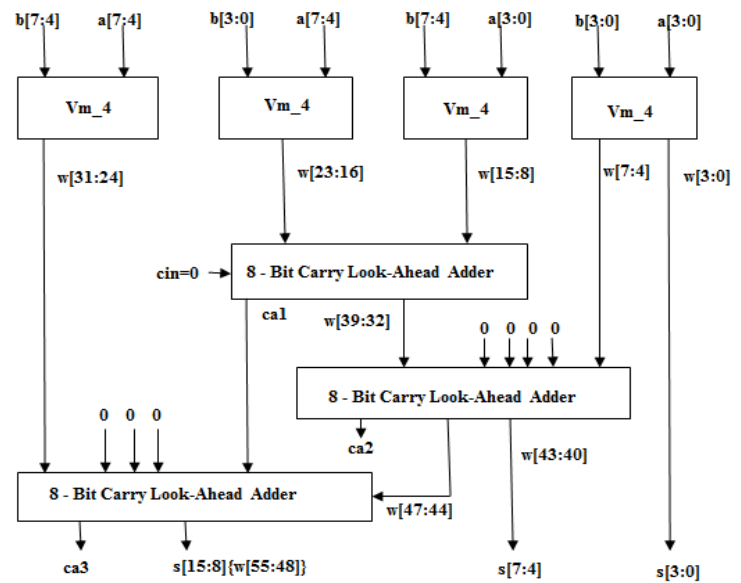 b[7:4] a[7:4] b[3:0] a[3:0] b[7:4] a[3:0] b[3:0] a[3:0]
Vm_4 Vm_4 Vm_4 Vm_4
w[31:24] w[23:16] w[15:8] w[7:4] w[3:0]
cin=0 8 - Bit Carry Look-Ahead Adder
ca1 w[39:32] 0 0 0 0
8 - Bit Carry Look-Ahead Adder
0 0 0
ca2 w[43:40]
8 - Bit Carry Look-Ahead Adder w[47:44]
ca3 s[15:8]{w[55:48]} s[7:4] s[3:0]